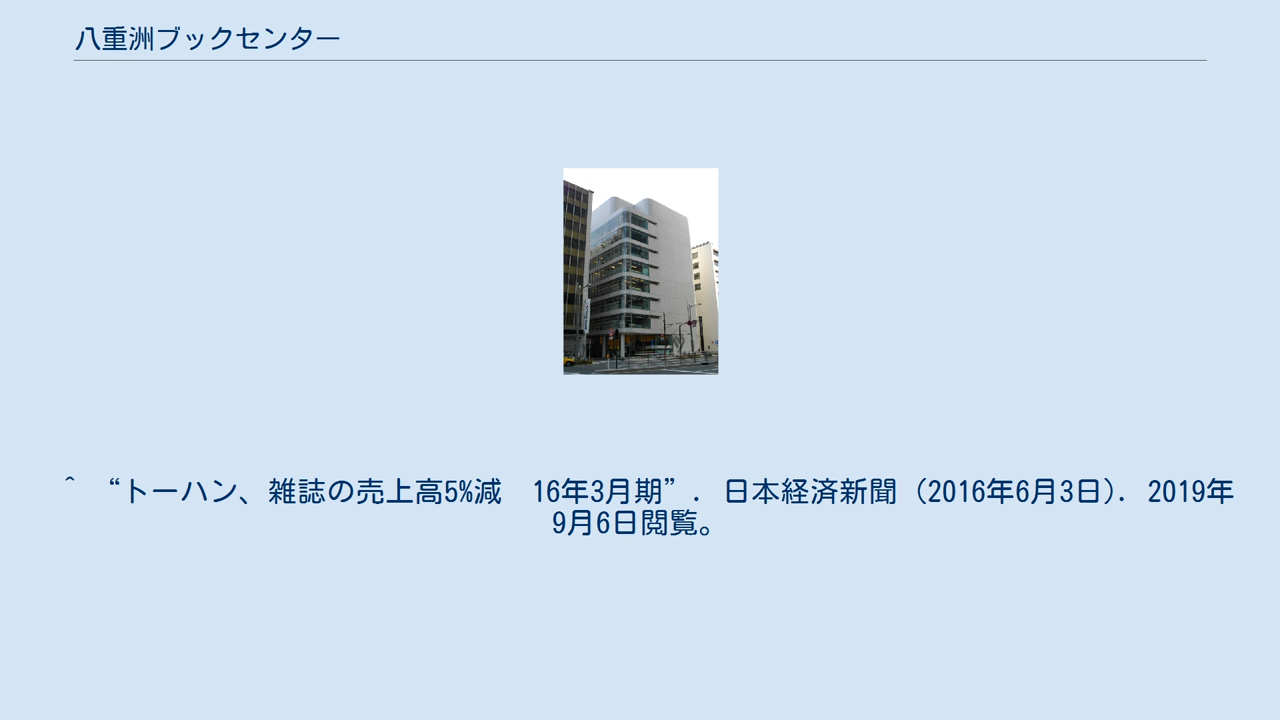 八重洲ブックセンター
^ “トーハン、雑誌の売上高5%減　16年3月期”. 日本経済新聞 (2016年6月3日). 2019年
9月6日閲覧。